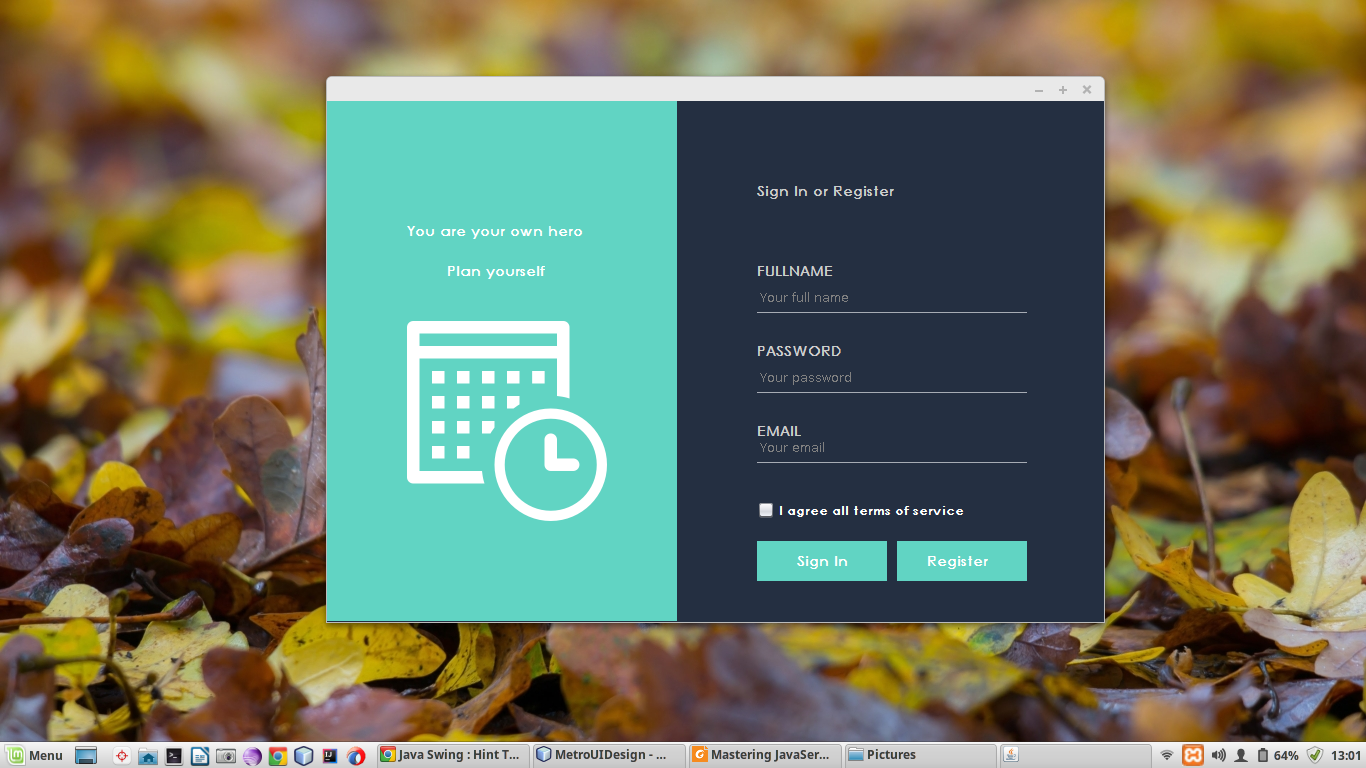 Sign In or Register
You are your own hero
Plan yourself
FULLNAME
Your full name
PASSWORD
Your password
EMAIL
Your email
I agree all terms of service
Sign In
Register
Menu
Java Swing : Hint T...
MetroUIDesign - ...
Mastering JavaSer...
Pictures
64%
13:01